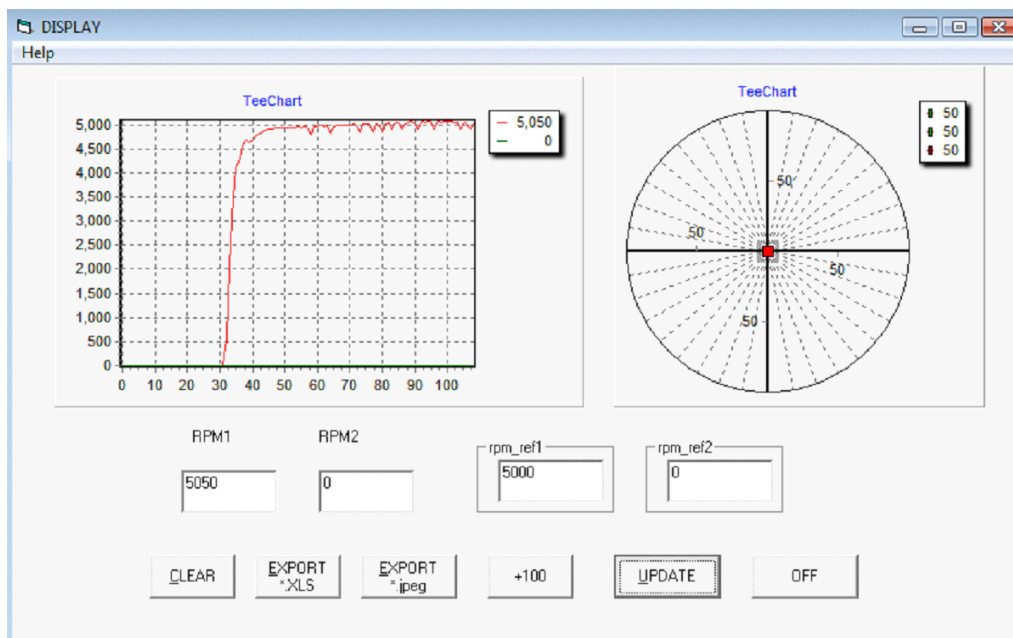 DISPLAY
Help
TeeChart
5,050
0
5,000
4,500
4,000
3,500
3,000
2,500
2,000
1,500
1,000
500
0
0 10 20 30 40 50 60 70 80 90 100
TeeChart
50
50
50
50
50
50
50
RPM1 RPM2
5050 0
rpm_ref1 rpm_ref2
5000 0
CLEAR
EXPORT
*.XLS
EXPORT
*.jpeg
+100
UPDATE
OFF